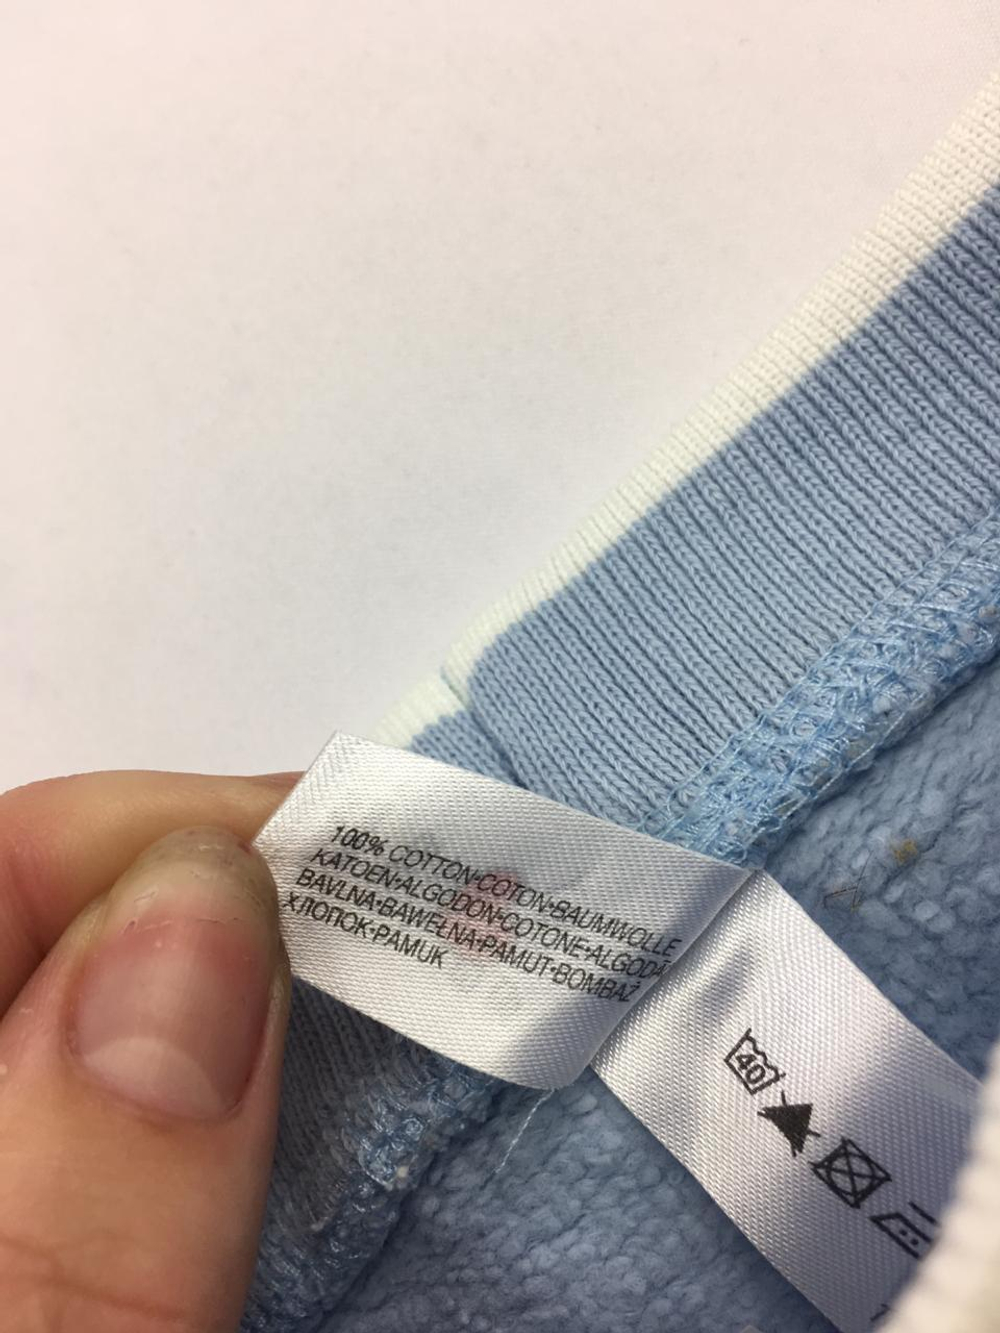 100% COTTON•COTON•BAUMWOLLE
KATOEN•ALGODON•COTONE•ALGODÃ
BAVLNA•BAWEŁNA•PAMUT•BOMBAŽ
ХЛОПОК•PAMUK
40